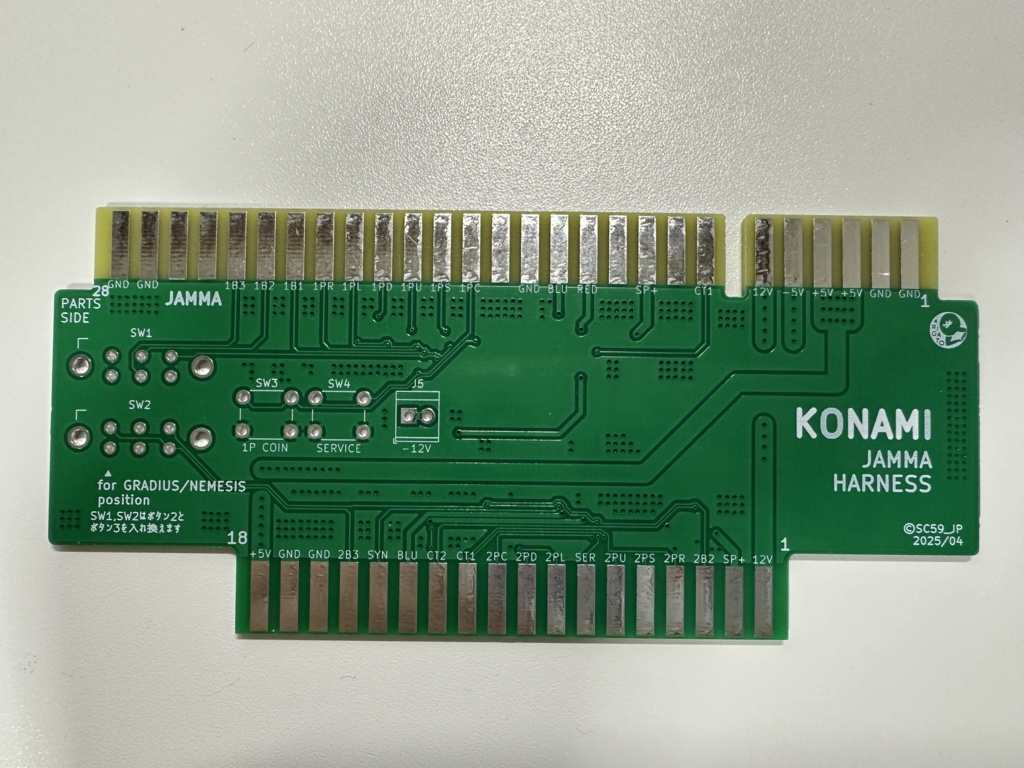 GND GND 1B3 1B2 1B1 1PR 1PL 1PD 1PU 1PS 1PC GND BLU RED SP+ CT1 12V -5V +5V +5V GND GND
28 JAMMA 1
PARTS
SIDE
SW1
SW2
SW3 SW4 J5
1P COIN SERVICE -12V
for GRADIUS/NEMESIS
position
SW1,SW2はボタン2と
ボタン3を入れ換えます
KONAMI
JAMMA
HARNESS
©SC59_JP
2025/04
18 1
+5V GND GND 2B3 SYN BLU CT2 CT1 2PC 2PD 2PL SER 2PU 2PS 2PR 2B2 SP+ 12V